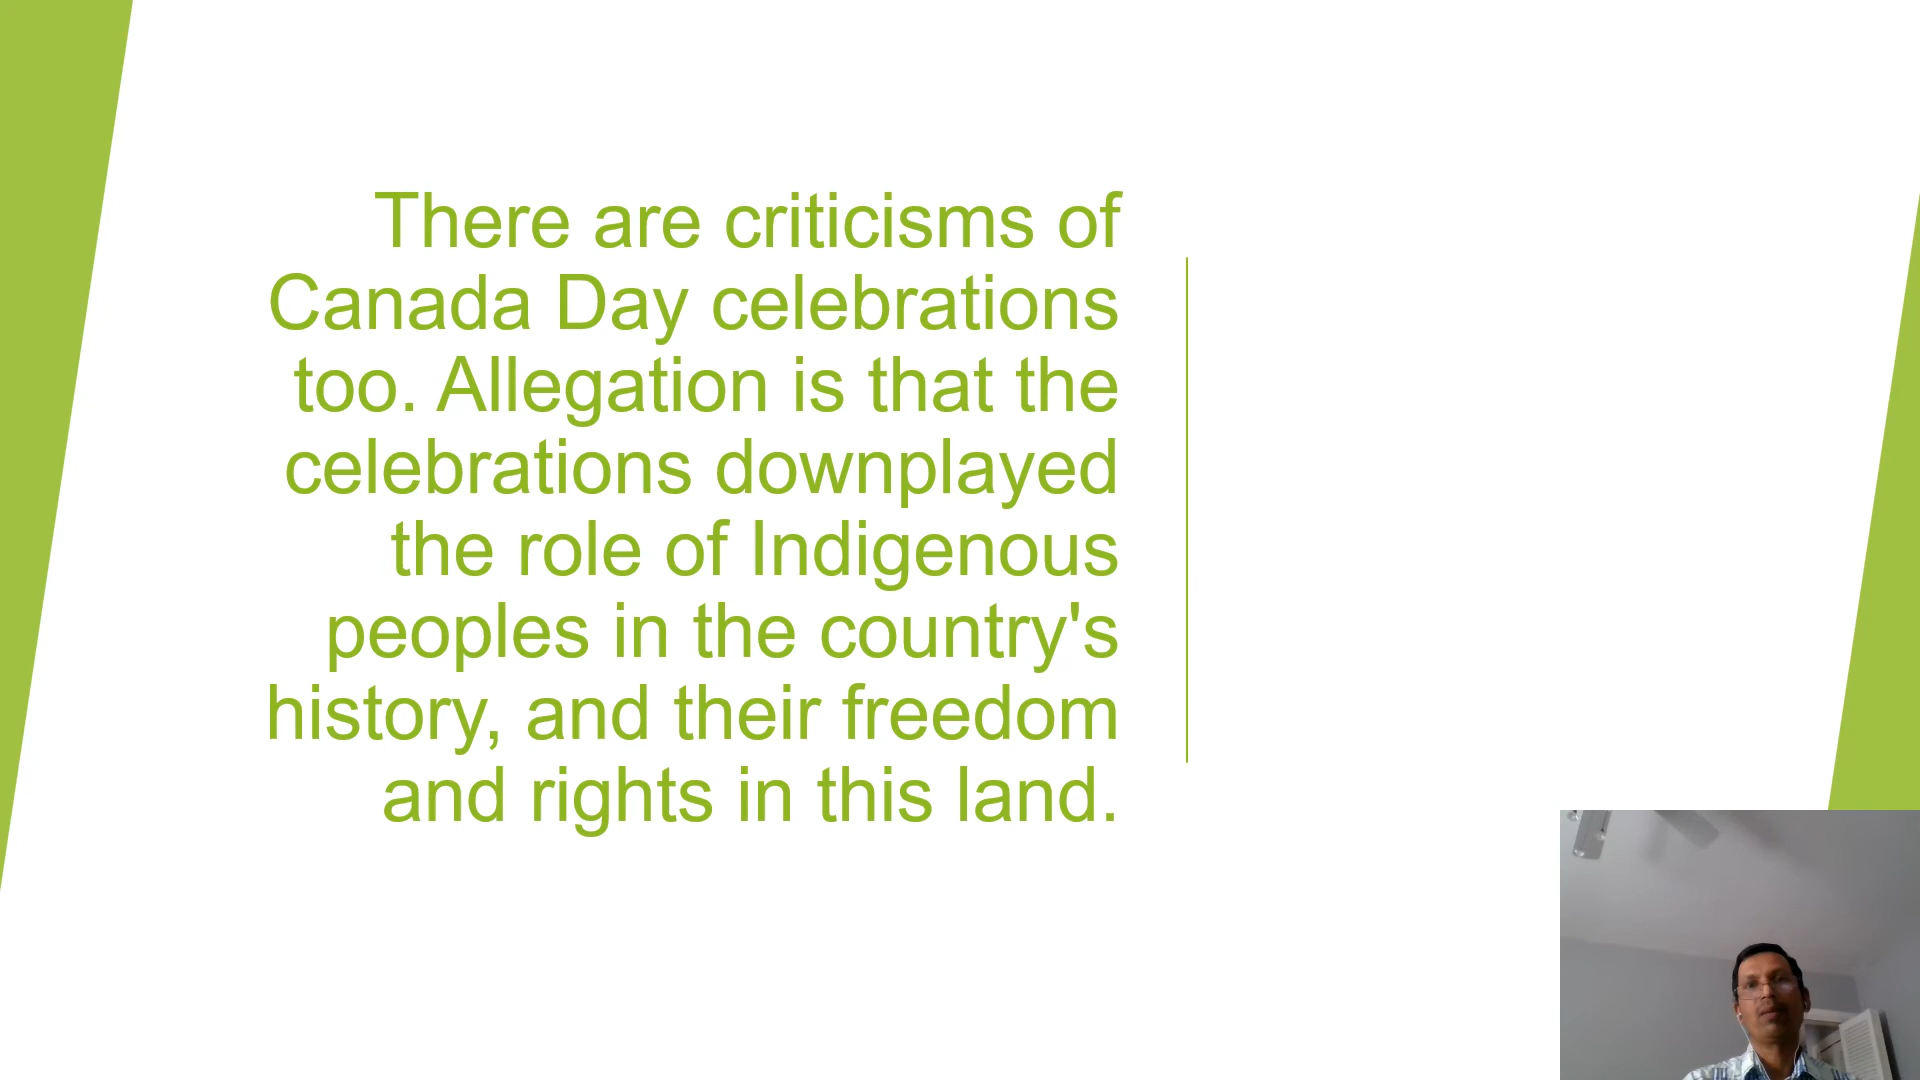 There are criticisms of
Canada Day celebrations
too. Allegation is that the
celebrations downplayed
the role of Indigenous
peoples in the country's
history, and their freedom
and rights in this land.